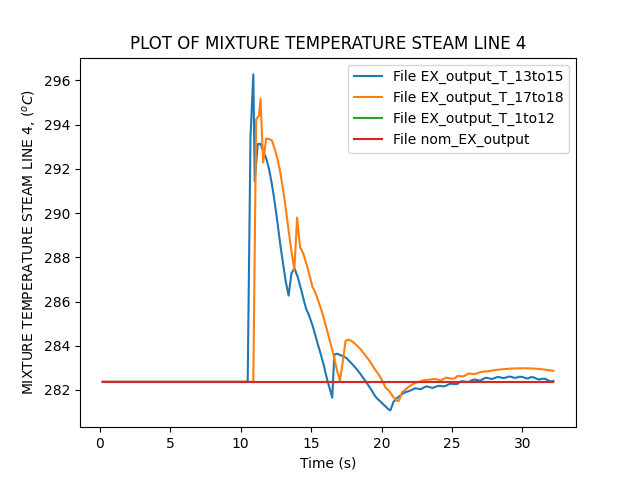 PLOT OF MIXTURE TEMPERATURE STEAM LINE 4
MIXTURE TEMPERATURE STEAM LINE 4, (°C)
296
294
292
290
288
286
284
282
File EX_output_T_13to15
File EX_output_T_17to18
File EX_output_T_1to12
File nom_EX_output
0 5 10 15 20 25 30
Time (s)